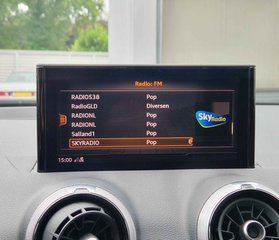 Radio: FM
RADIO538 Pop
RadioGLD Diversen
RADIONL Pop
RADIONL Pop
Salland1 Pop
SKYRADIO Pop
Sky Radio
15:00